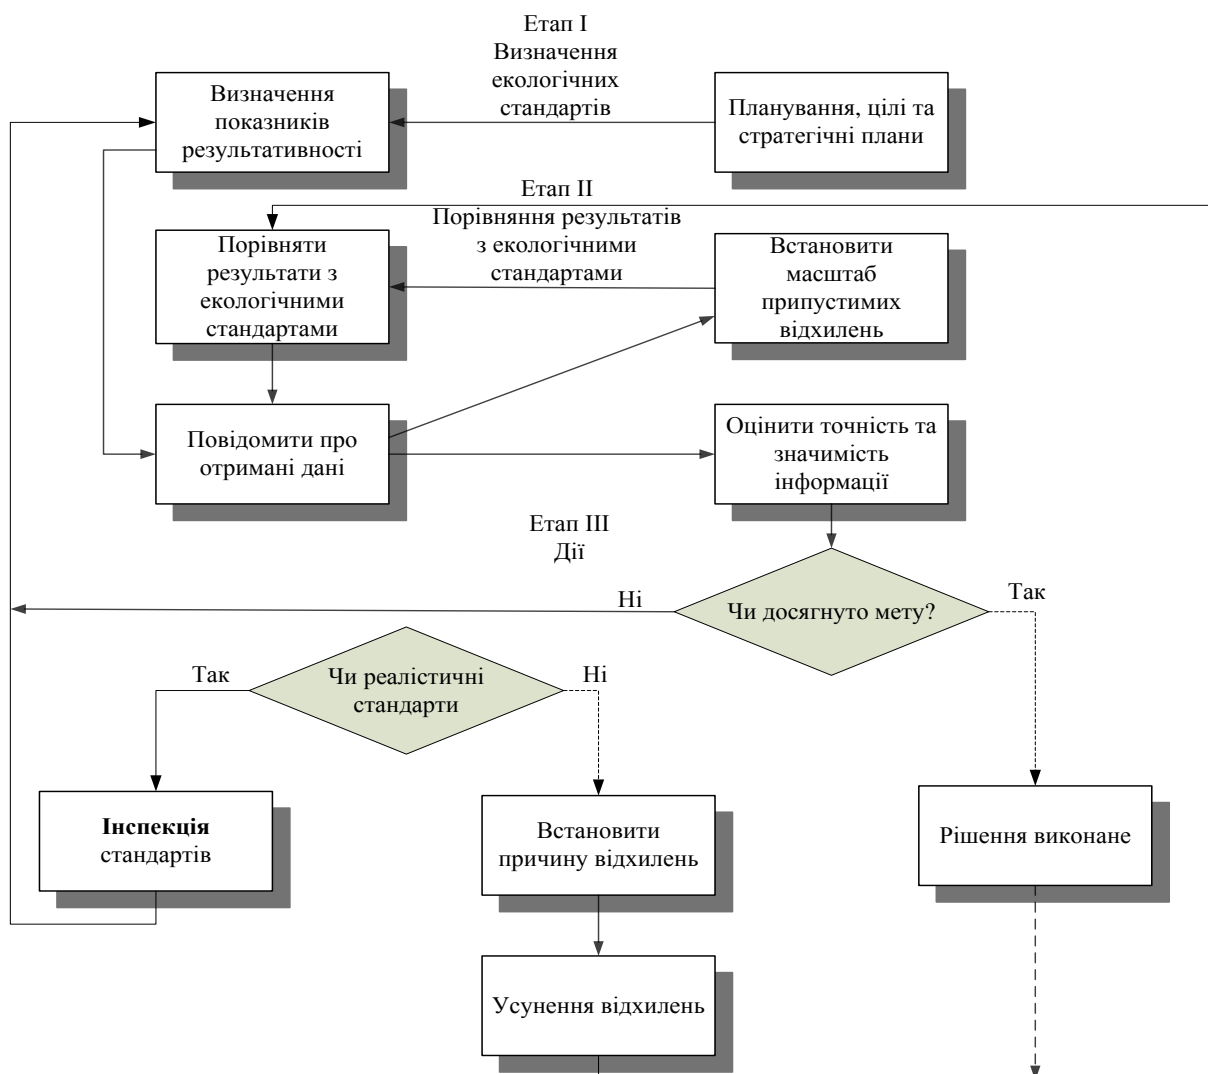 Етап I
Визначення
екологічних
стандартів
Визначення
показників
результативності
Планування, цілі та
стратегічні плани
Етап II
Порівняння результатів
з екологічними
стандартами
Порівняти
результати з
екологічними
стандартами
Встановити
масштаб
припустимих
відхилень
Повідомити про
отримані дані
Оцінити точність та
значимість
інформації
Етап III
Дії
Ні
Чи досягнуто мету?
Так
Так
Чи реалістичні
стандарти
Ні
Інспекція
стандартів
Встановити
причину відхилень
Рішення виконане
Усунення відхилень